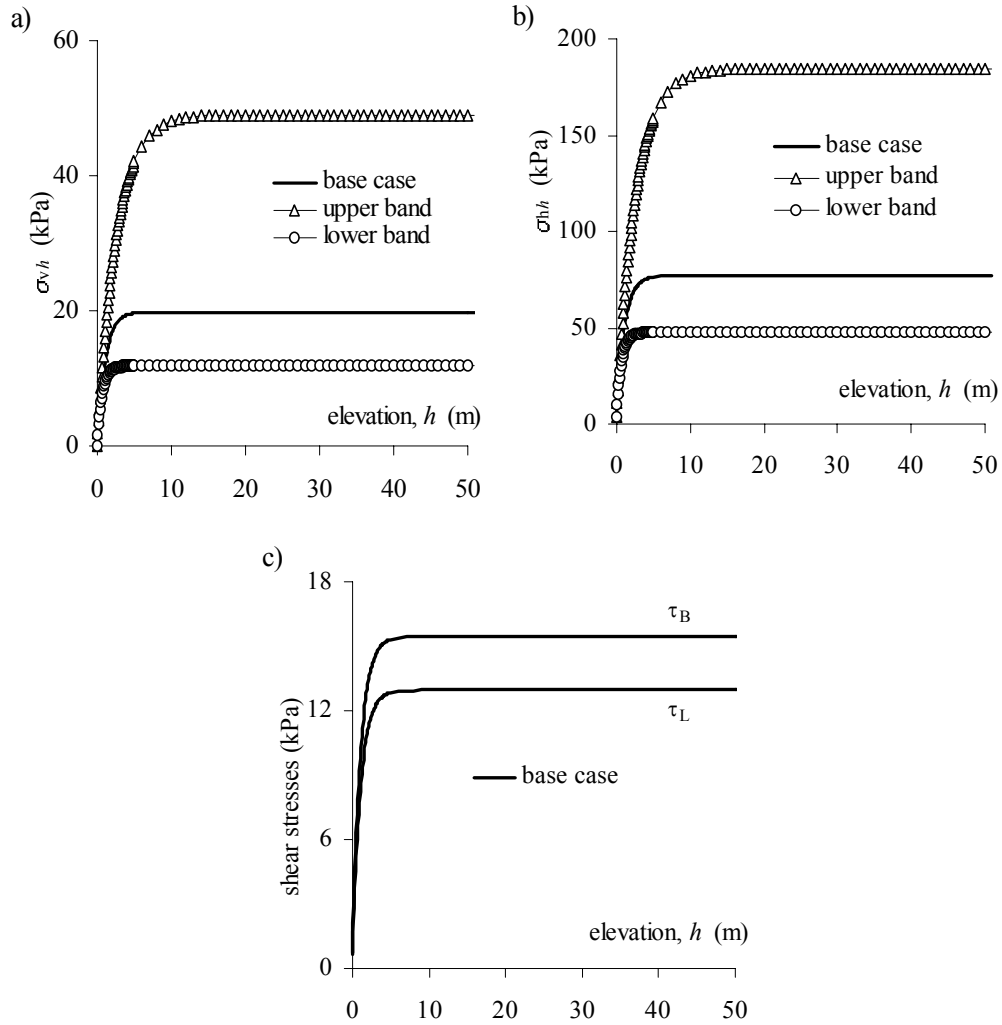 a)
60
40
20
0
σvh (kPa)
base case
upper band
lower band
elevation, h (m)
0 10 20 30 40 50
b)
200
150
100
50
0
σhh (kPa)
base case
upper band
lower band
elevation, h (m)
0 10 20 30 40 50
c)
18
12
6
0
shear stresses (kPa)
τB
τL
base case
elevation, h (m)
0 10 20 30 40 50